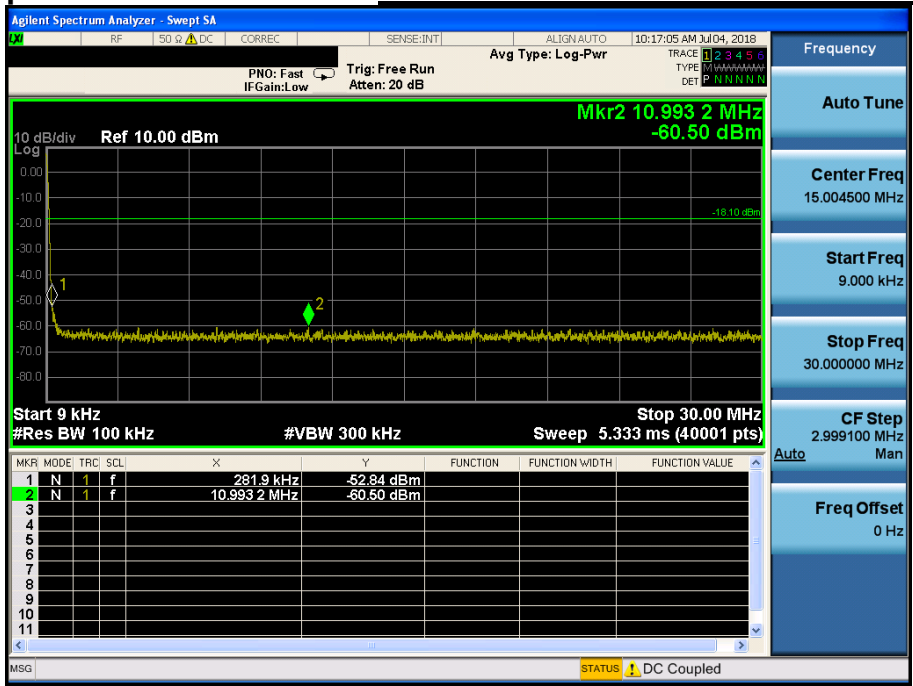 Agilent Spectrum Analyzer - Swept SA
LXI RF 50 Ω DC CORREC SENSE:INT ALIGN AUTO 10:17:05 AM Jul 04, 2018
PNO: Fast
IFGain:Low
Trig: Free Run
Atten: 20 dB
Avg Type: Log-Pwr
TRACE 1 2 3 4 5 6
TYPE M WWWWW
DET P N N N N N
Mkr2 10.993 2 MHz
-60.50 dBm
10 dB/div Ref 10.00 dBm
Log
0.00
-10.0
-18.10 dBm
-20.0
-30.0
-40.0
1
-50.0
2
-60.0
-70.0
-80.0
Start 9 kHz Stop 30.00 MHz
#Res BW 100 kHz #VBW 300 kHz Sweep 5.333 ms (40001 pts)
MKR MODE TRC SCL X Y FUNCTION FUNCTION WIDTH FUNCTION VALUE
1 N 1 f 281.9 kHz -52.84 dBm
2 N 1 f 10.993 2 MHz -60.50 dBm
3
4
5
6
7
8
9
10
11
MSG STATUS DC Coupled
Frequency
Auto Tune
Center Freq
15.004500 MHz
Start Freq
9.000 kHz
Stop Freq
30.000000 MHz
CF Step
2.999100 MHz
Auto Man
Freq Offset
0 Hz